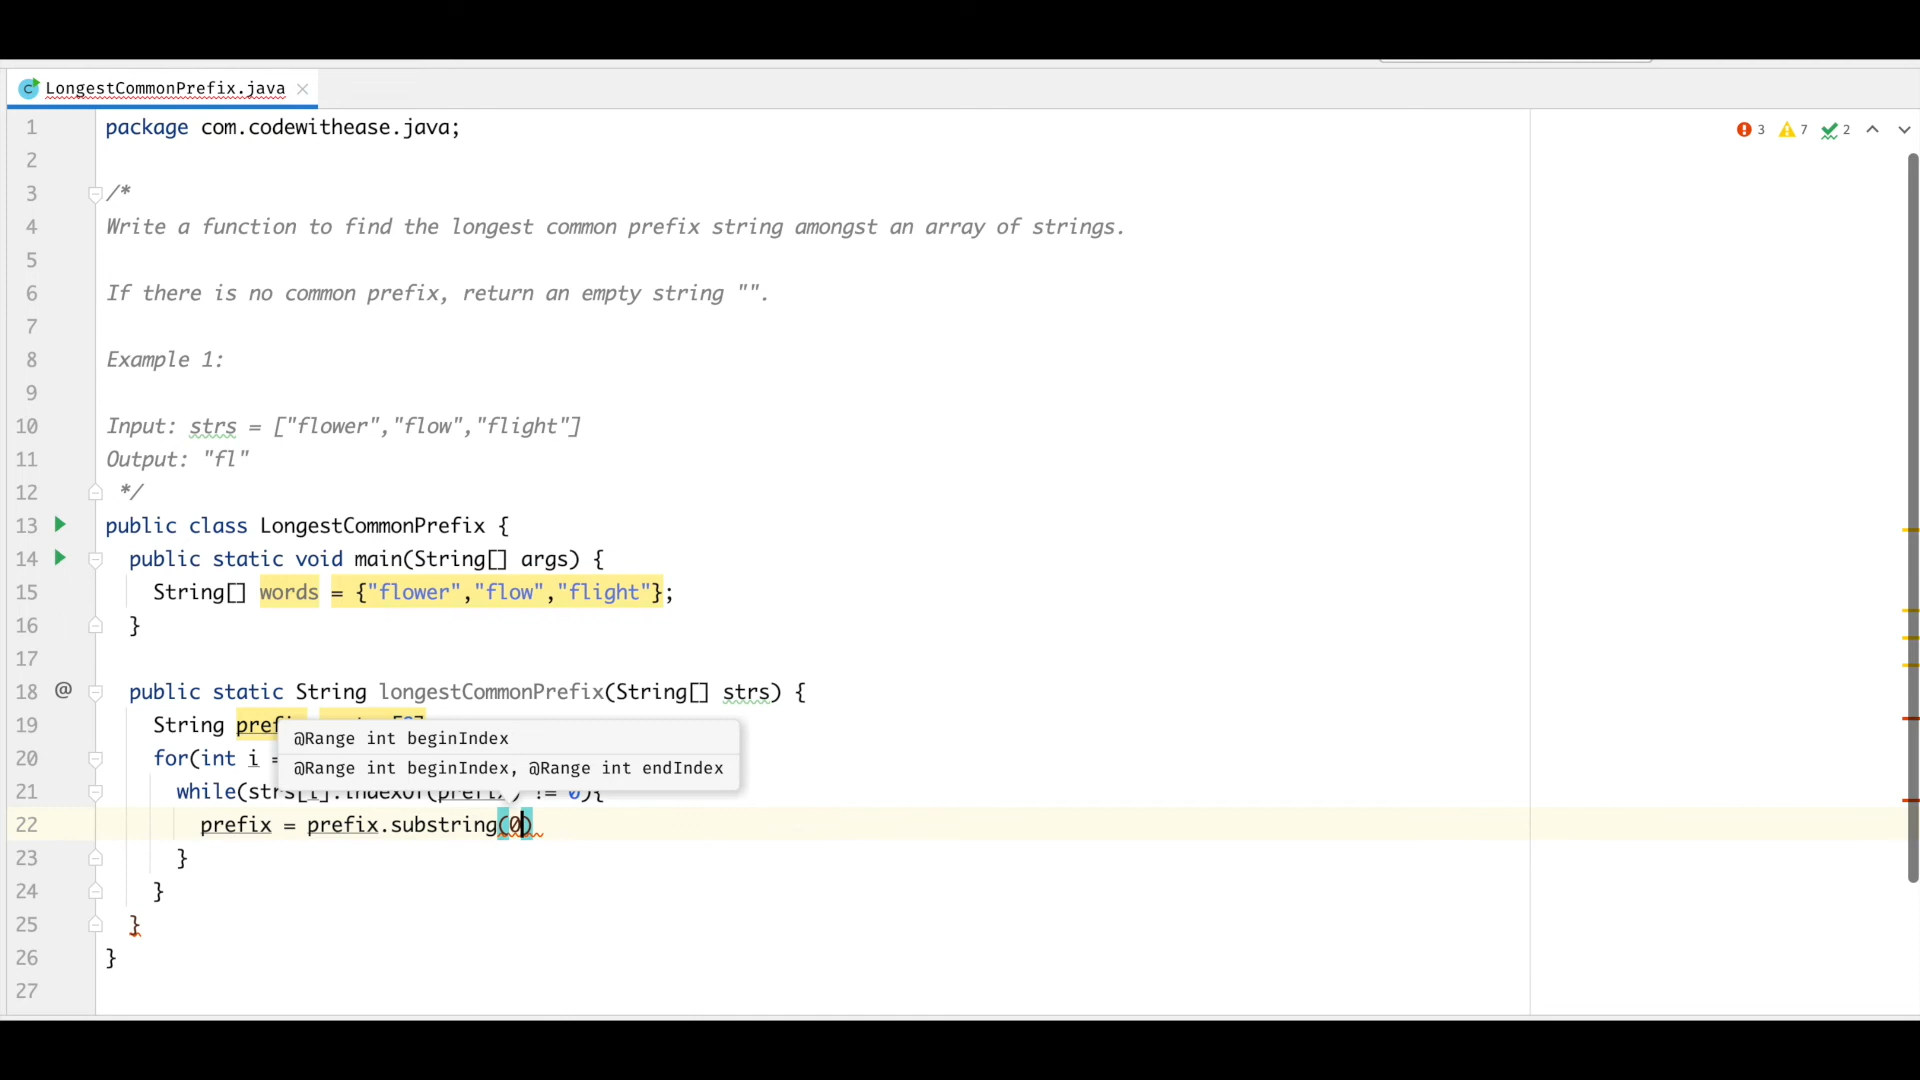 LongestCommonPrefix.java
3 7 2
1 package com.codewithease.java;
2
3 /*
4 Write a function to find the longest common prefix string amongst an array of strings.
5
6 If there is no common prefix, return an empty string "".
7
8 Example 1:
9
10 Input: strs = ["flower","flow","flight"]
11 Output: "fl"
12 */
13 public class LongestCommonPrefix {
14 public static void main(String[] args) {
15 String[] words = {"flower","flow","flight"};
16 }
17
18 @ public static String longestCommonPrefix(String[] strs) {
19 String
@Range int beginIndex
20 for(int i =
@Range int beginIndex, @Range int endIndex
21 while(strs[i].indexOf(prefix) != 0){
22 prefix = prefix.substring(0)
23 }
24 }
25 }
26 }
27